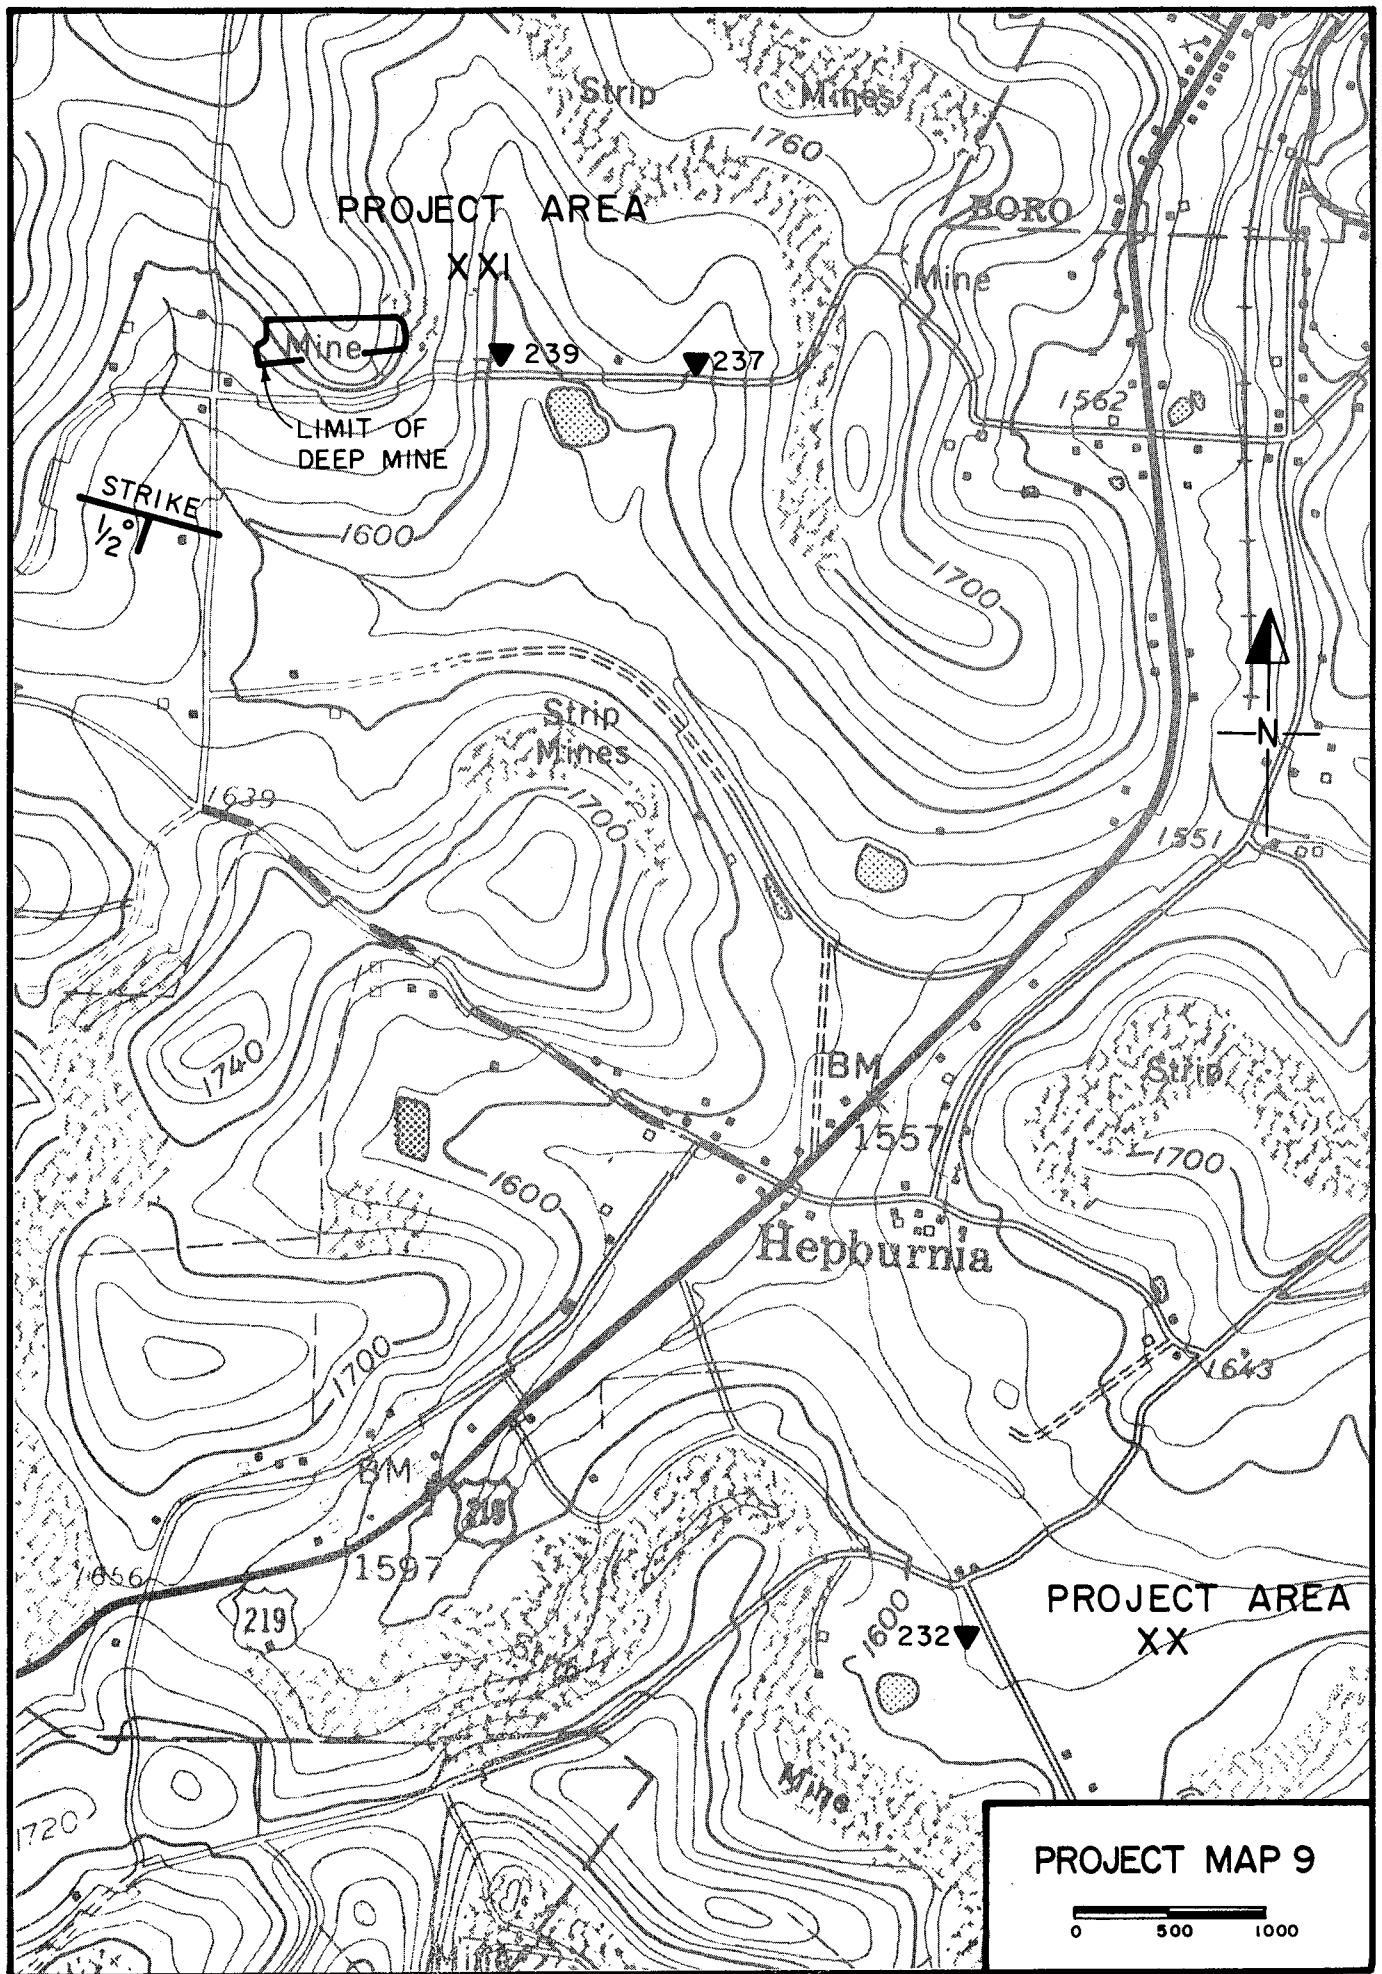 Strip
Mines
1760
PROJECT AREA
XXI
BORO
Mine
Mine
239
237
1562
LIMIT OF
DEEP MINE
STRIKE
1/2°
1600
1700
N
Strip
Mines
1639
1700
1551
1740
BM
1557
Strip
1700
1600
Hepburnia
1700
1643
BM
219
1597
1656
219
PROJECT AREA
XX
1600
232
Strip
Mine
1720
PROJECT MAP 9
0 500 1000
Mine